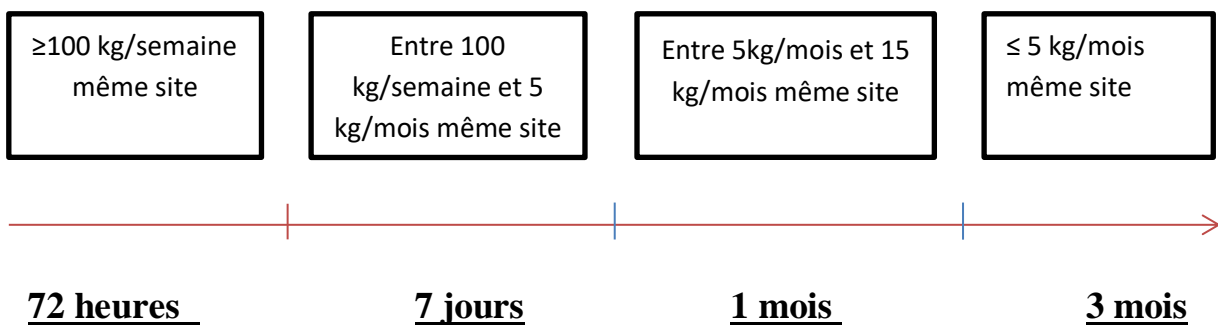 ≥100 kg/semaine
même site
Entre 100
kg/semaine et 5
kg/mois même site
Entre 5kg/mois et 15
kg/mois même site
≤ 5 kg/mois
même site
72 heures
7 jours
1 mois
3 mois